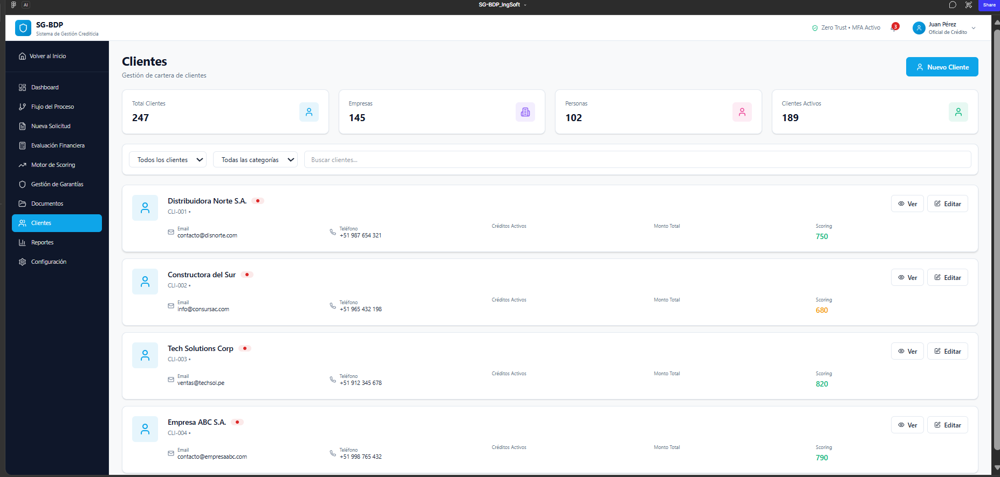 AI
SG-BDP_IngSoft
Share
SG-BDP
Sistema de Gestión Crediticia
Zero Trust • MFA Activo
3
Juan Pérez
Oficial de Crédito
Volver al Inicio
Dashboard
Flujo del Proceso
Nueva Solicitud
Evaluación Financiera
Motor de Scoring
Gestión de Garantías
Documentos
Clientes
Reportes
Configuración
Clientes
Gestión de cartera de clientes
Nuevo Cliente
Total Clientes
247
Empresas
145
Personas
102
Clientes Activos
189
Todos los clientes
Todas las categorías
Buscar clientes...
Distribuidora Norte S.A.
CLI-001 •
Ver
Editar
Email
contacto@disnorte.com
Teléfono
+51 987 654 321
Créditos Activos
Monto Total
Scoring
750
Constructora del Sur
CLI-002 •
Ver
Editar
Email
info@consursac.com
Teléfono
+51 965 432 198
Créditos Activos
Monto Total
Scoring
680
Tech Solutions Corp
CLI-003 •
Ver
Editar
Email
ventas@techsol.pe
Teléfono
+51 912 345 678
Créditos Activos
Monto Total
Scoring
820
Empresa ABC S.A.
CLI-004 •
Ver
Editar
Email
contacto@empresaabc.com
Teléfono
+51 998 765 432
Créditos Activos
Monto Total
Scoring
790